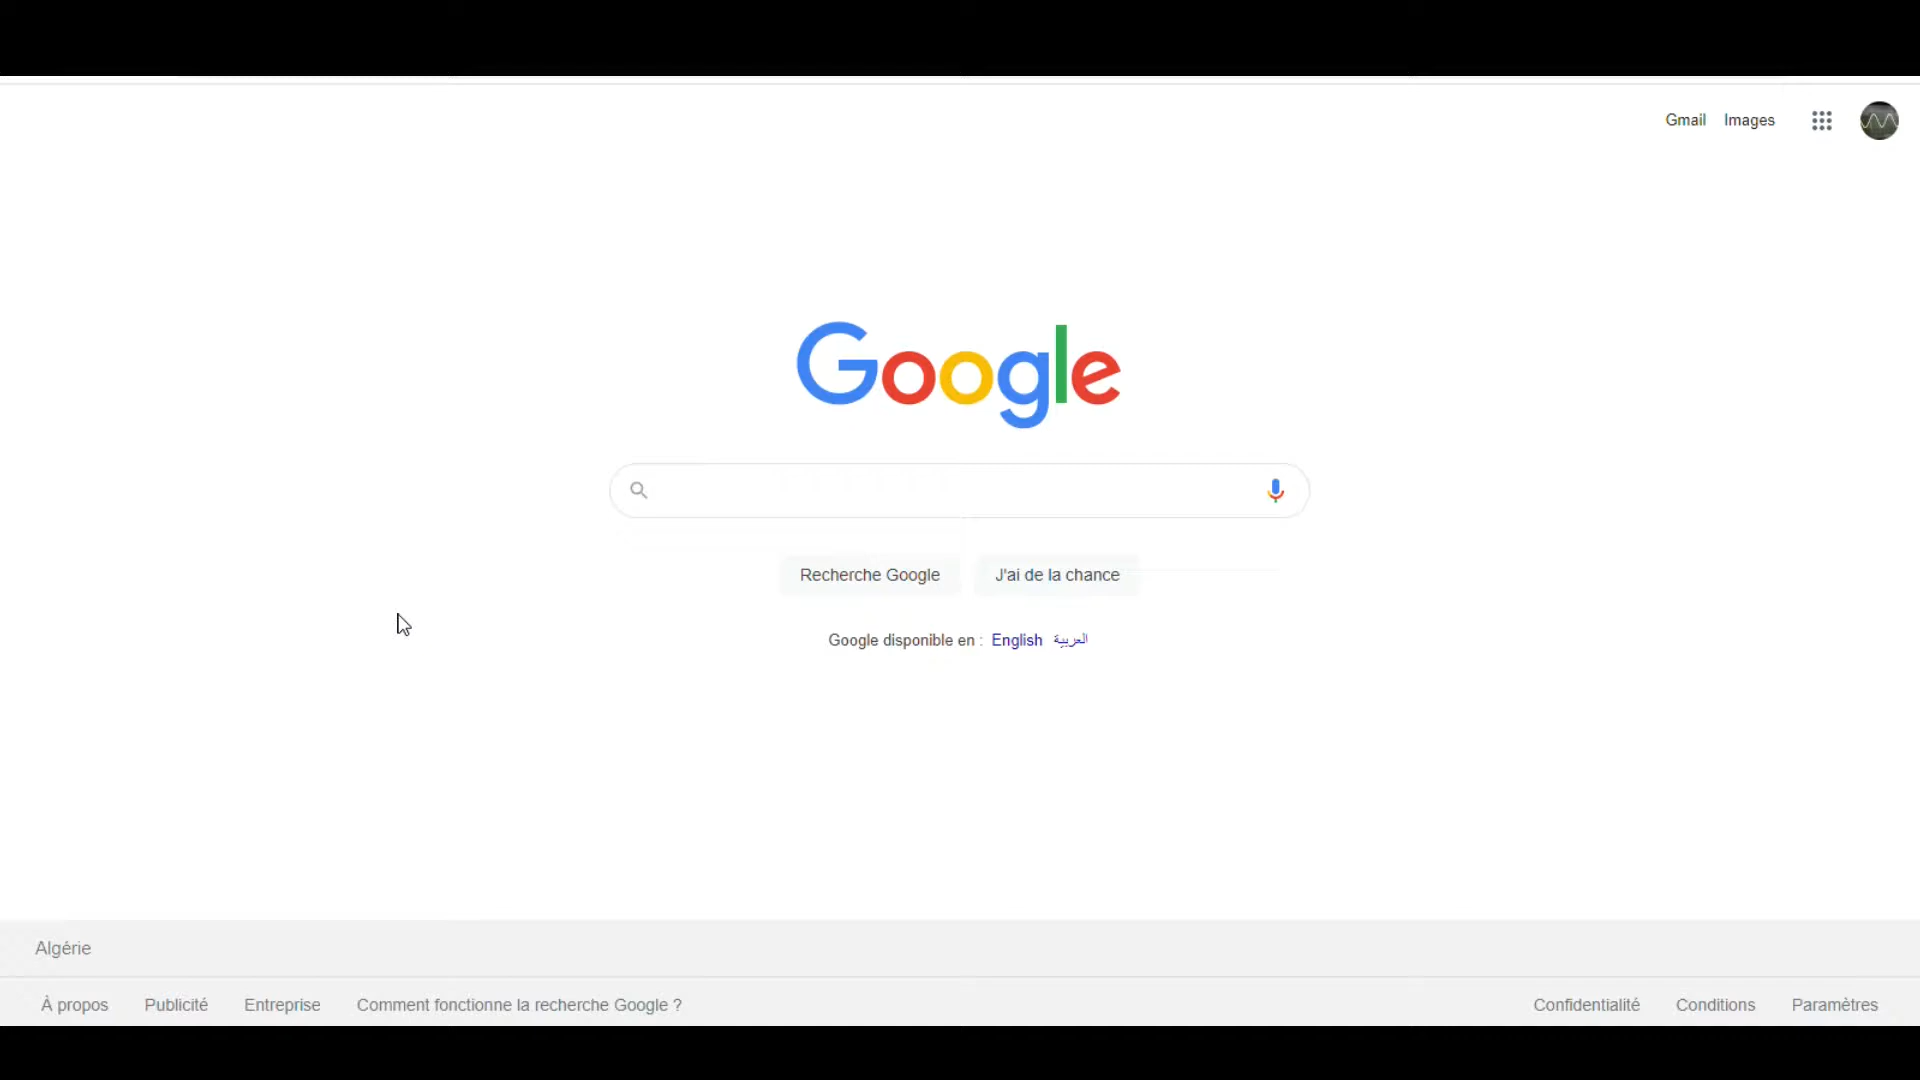 Gmail Images
Google
Recherche Google J'ai de la chance
Google disponible en : English العربية
Algérie
À propos Publicité Entreprise Comment fonctionne la recherche Google ? Confidentialité Conditions Paramètres